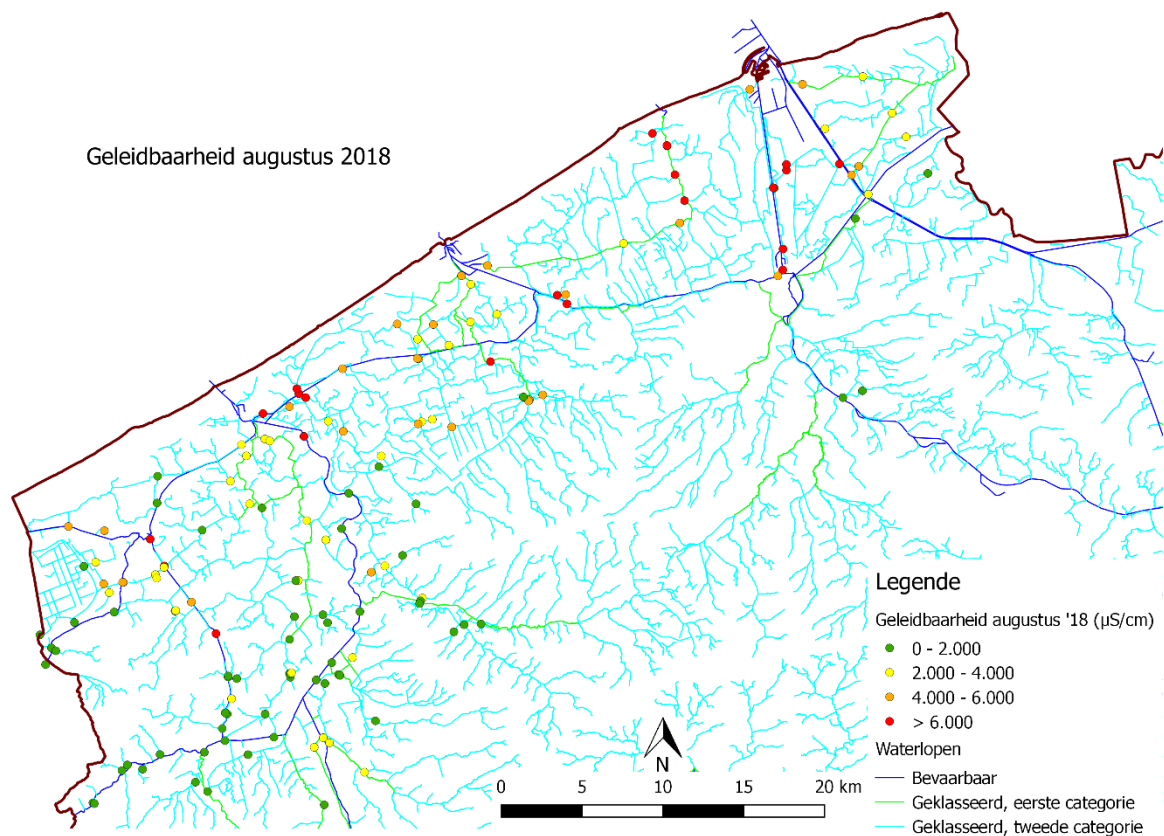 Geleidbaarheid augustus 2018
Legende
Geleidbaarheid augustus '18 (µS/cm)
0 - 2.000
2.000 - 4.000
4.000 - 6.000
> 6.000
Waterlopen
Bevaarbaar
Geklasseerd, eerste categorie
Geklasseerd, tweede categorie
N
0 5 10 15 20 km